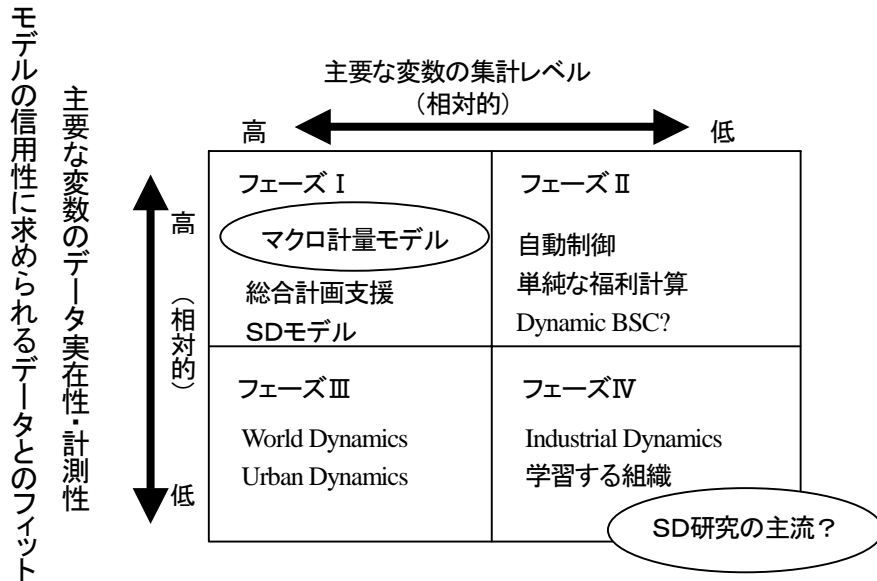 モデルの信用性に求められるデータとのフィット
主要な変数のデータ実在性・計測性
主要な変数の集計レベル
（相対的）
高
低
高
（相対的）
低
フェーズⅠ
マクロ計量モデル
総合計画支援
ＳＤモデル
フェーズⅡ
自動制御
単純な福利計算
Dynamic BSC?
フェーズⅢ
World Dynamics
Urban Dynamics
フェーズⅣ
Industrial Dynamics
学習する組織
ＳＤ研究の主流？